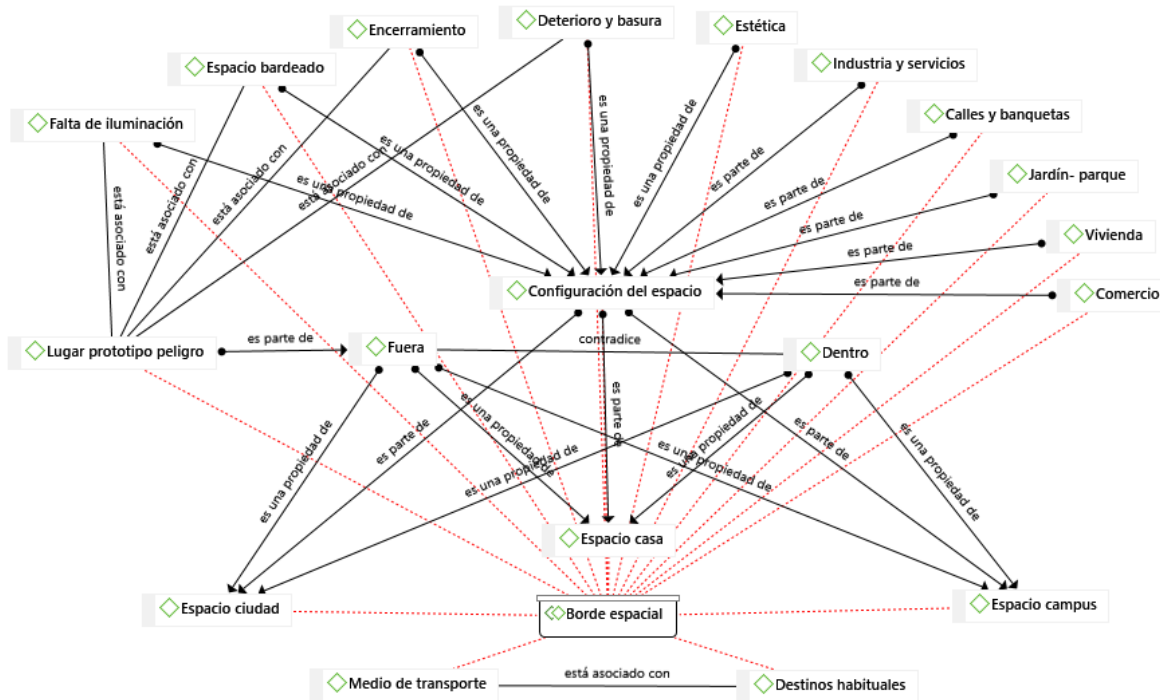 Deterioro y basura
Encerramiento
Estética
Espacio bardeado
Industria y servicios
Falta de iluminación
Calles y banquetas
Jardín- parque
Vivienda
Comercio
está asociado con
está asociado con
está asociado con
está asociado con
es una propiedad de
es una propiedad de
es una propiedad de
es una propiedad de
es una propiedad de
es parte de
es parte de
es parte de
es parte de
es parte de
Configuración del espacio
Lugar prototipo peligro
es parte de
Fuera
contradice
Dentro
es una propiedad de
es parte de
es una propiedad de
es una propiedad de
es parte de
es una propiedad de
es una propiedad de
es parte de
es una propiedad de
Espacio casa
Espacio ciudad
Borde espacial
Espacio campus
Medio de transporte
está asociado con
Destinos habituales